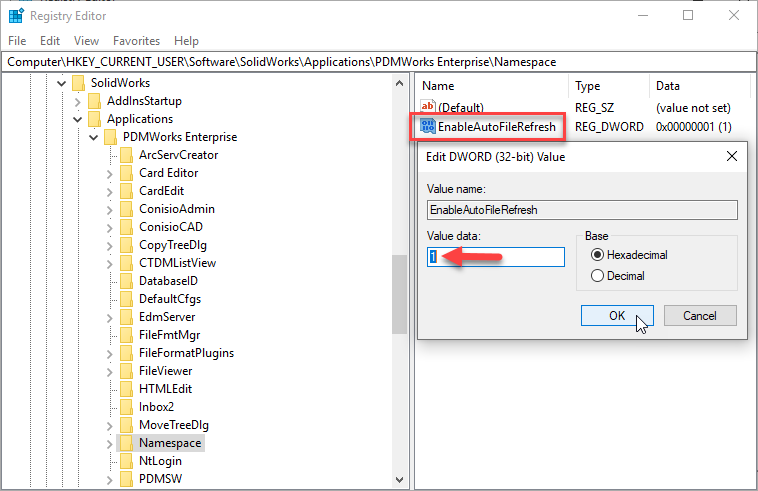 Registry Editor
File Edit View Favorites Help
Computer\HKEY_CURRENT_USER\Software\SolidWorks\Applications\PDMWorks Enterprise\Namespace
SolidWorks
AddInsStartup
Applications
PDMWorks Enterprise
ArcServCreator
Card Editor
CardEdit
ConisioAdmin
ConisioCAD
CopyTreeDlg
CTDMListView
DatabaseID
DefaultCfgs
EdmServer
FileFmtMgr
FileFormatPlugins
FileViewer
HTMLEdit
Inbox2
MoveTreeDlg
Namespace
NtLogin
PDMSW
Name Type Data
ab (Default) REG_SZ (value not set)
EnableAutoFileRefresh REG_DWORD 0x00000001 (1)
Edit DWORD (32-bit) Value
Value name:
EnableAutoFileRefresh
Value data:
1
Base
Hexadecimal
Decimal
OK Cancel